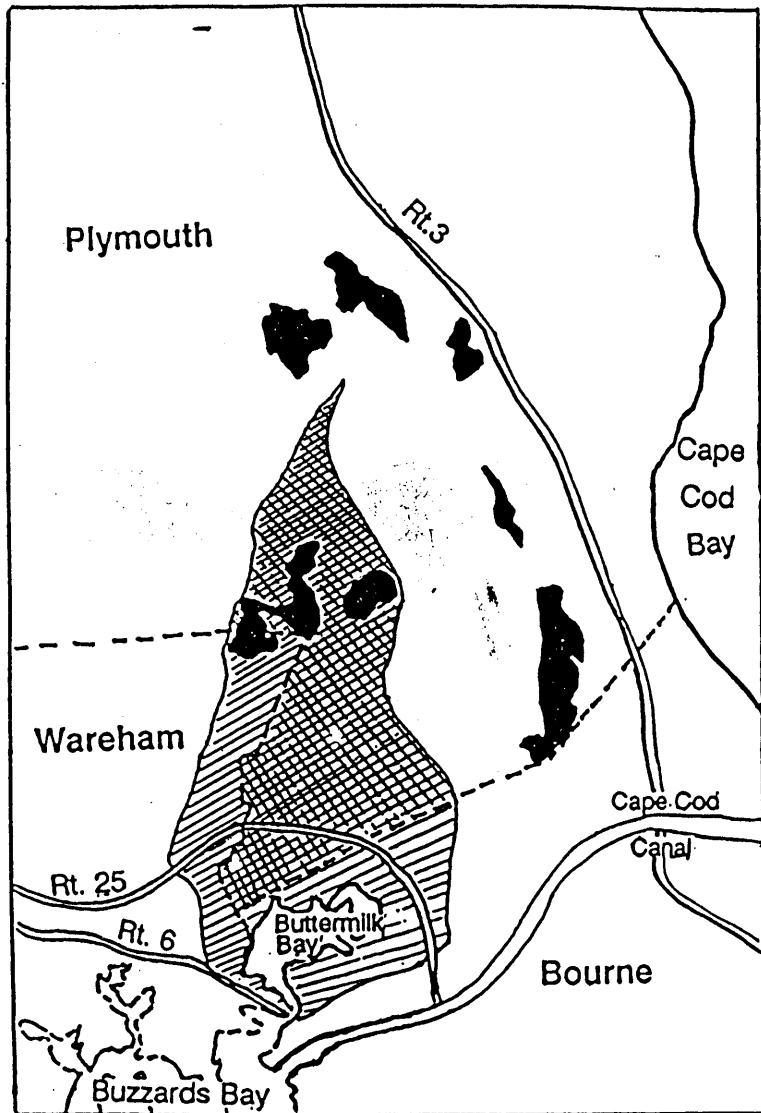 Rt.3
Plymouth
Cape
Cod
Bay
Wareham
Cape Cod
Canal
Rt. 25
Buttermilk
Bay
Rt. 6
Bourne
Buzzards Bay